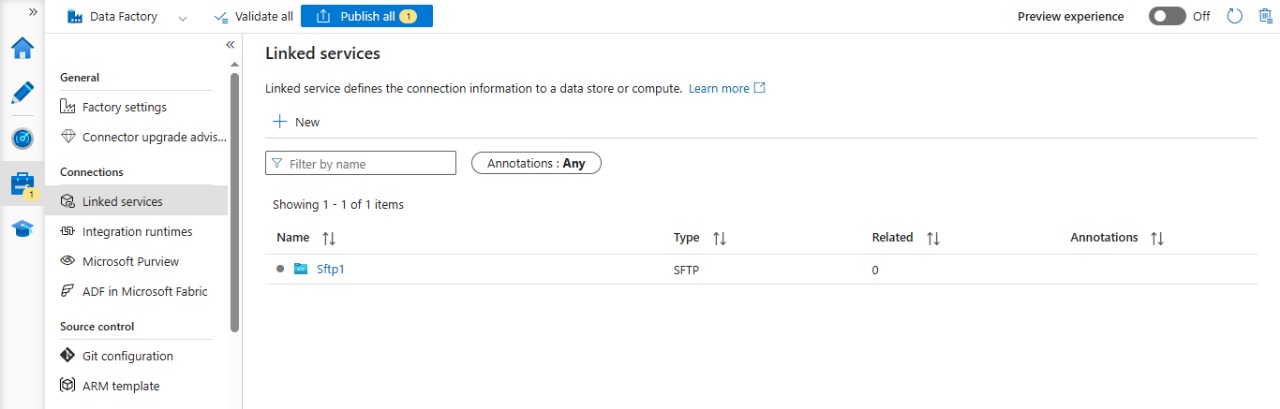 »
Data Factory
Validate all
Publish all 1
Preview experience Off
«
General
Factory settings
Connector upgrade advis...
Connections
Linked services
Integration runtimes
Microsoft Purview
ADF in Microsoft Fabric
Source control
Git configuration
ARM template
1
Linked services
Linked service defines the connection information to a data store or compute. Learn more
+ New
Filter by name
Annotations : Any
Showing 1 - 1 of 1 items
Name Type Related Annotations
Sftp1 SFTP 0